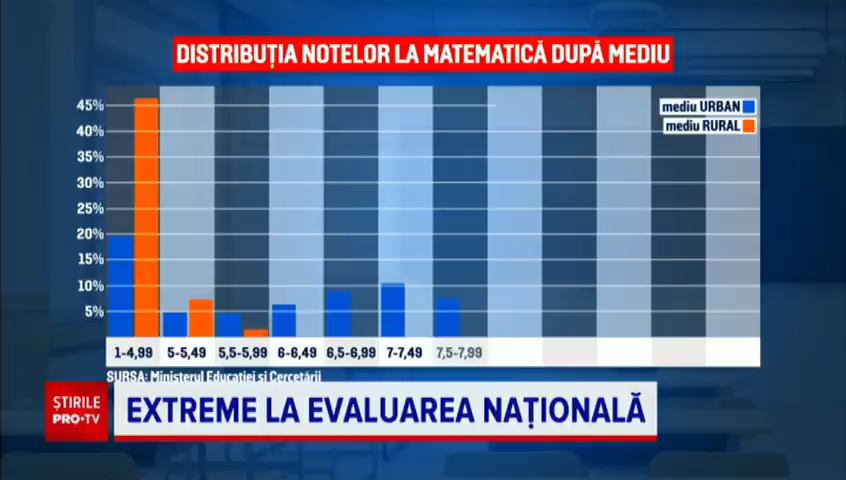 DISTRIBUȚIA NOTELOR LA MATEMATICĂ DUPĂ MEDIU
mediu URBAN
mediu RURAL
45%
40%
35%
30%
25%
20%
15%
10%
5%
1-4,99 5-5,49 5,5-5,99 6-6,49 6,5-6,99 7-7,49 7,5-7,99
SURSA: Ministerul Educației și Cercetării
ȘTIRILE
PRO•TV
EXTREME LA EVALUAREA NAȚIONALĂ